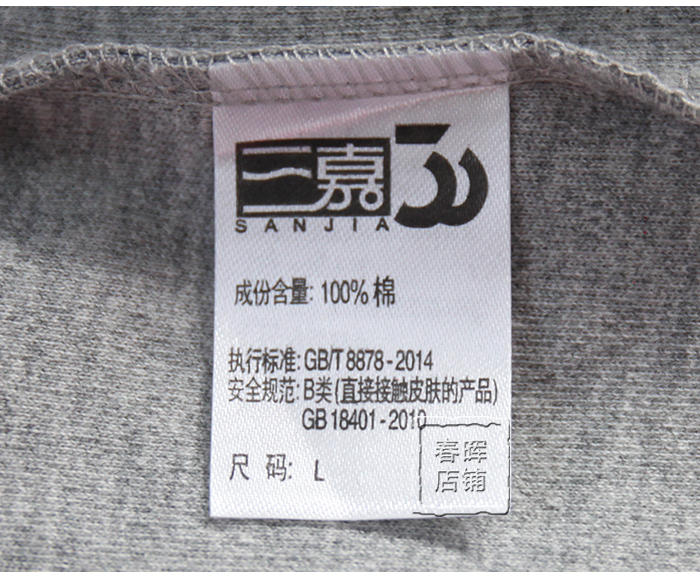 三嘉
SANJIA
成份含量: 100% 棉
执行标准: GB/T 8878-2014
安全规范: B类(直接接触皮肤的产品)
GB 18401-2010
尺 码: L
春晖
店铺